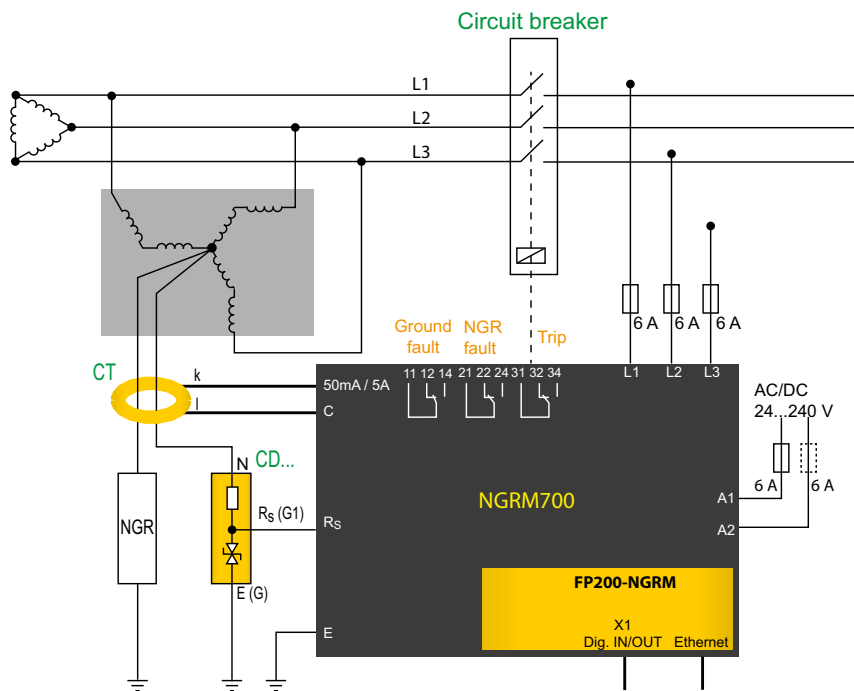 Circuit breaker
L1
L2
L3
6 A
6 A
6 A
Ground fault
NGR fault
Trip
CT
k
l
50mA / 5A
C
11 12 14 21 22 24 31 32 34
L1 L2 L3
AC/DC
24...240 V
6 A
6 A
A1
A2
N
CD...
NGR
RS (G1)
RS
NGRM700
E (G)
E
FP200-NGRM
X1
Dig. IN/OUT
Ethernet